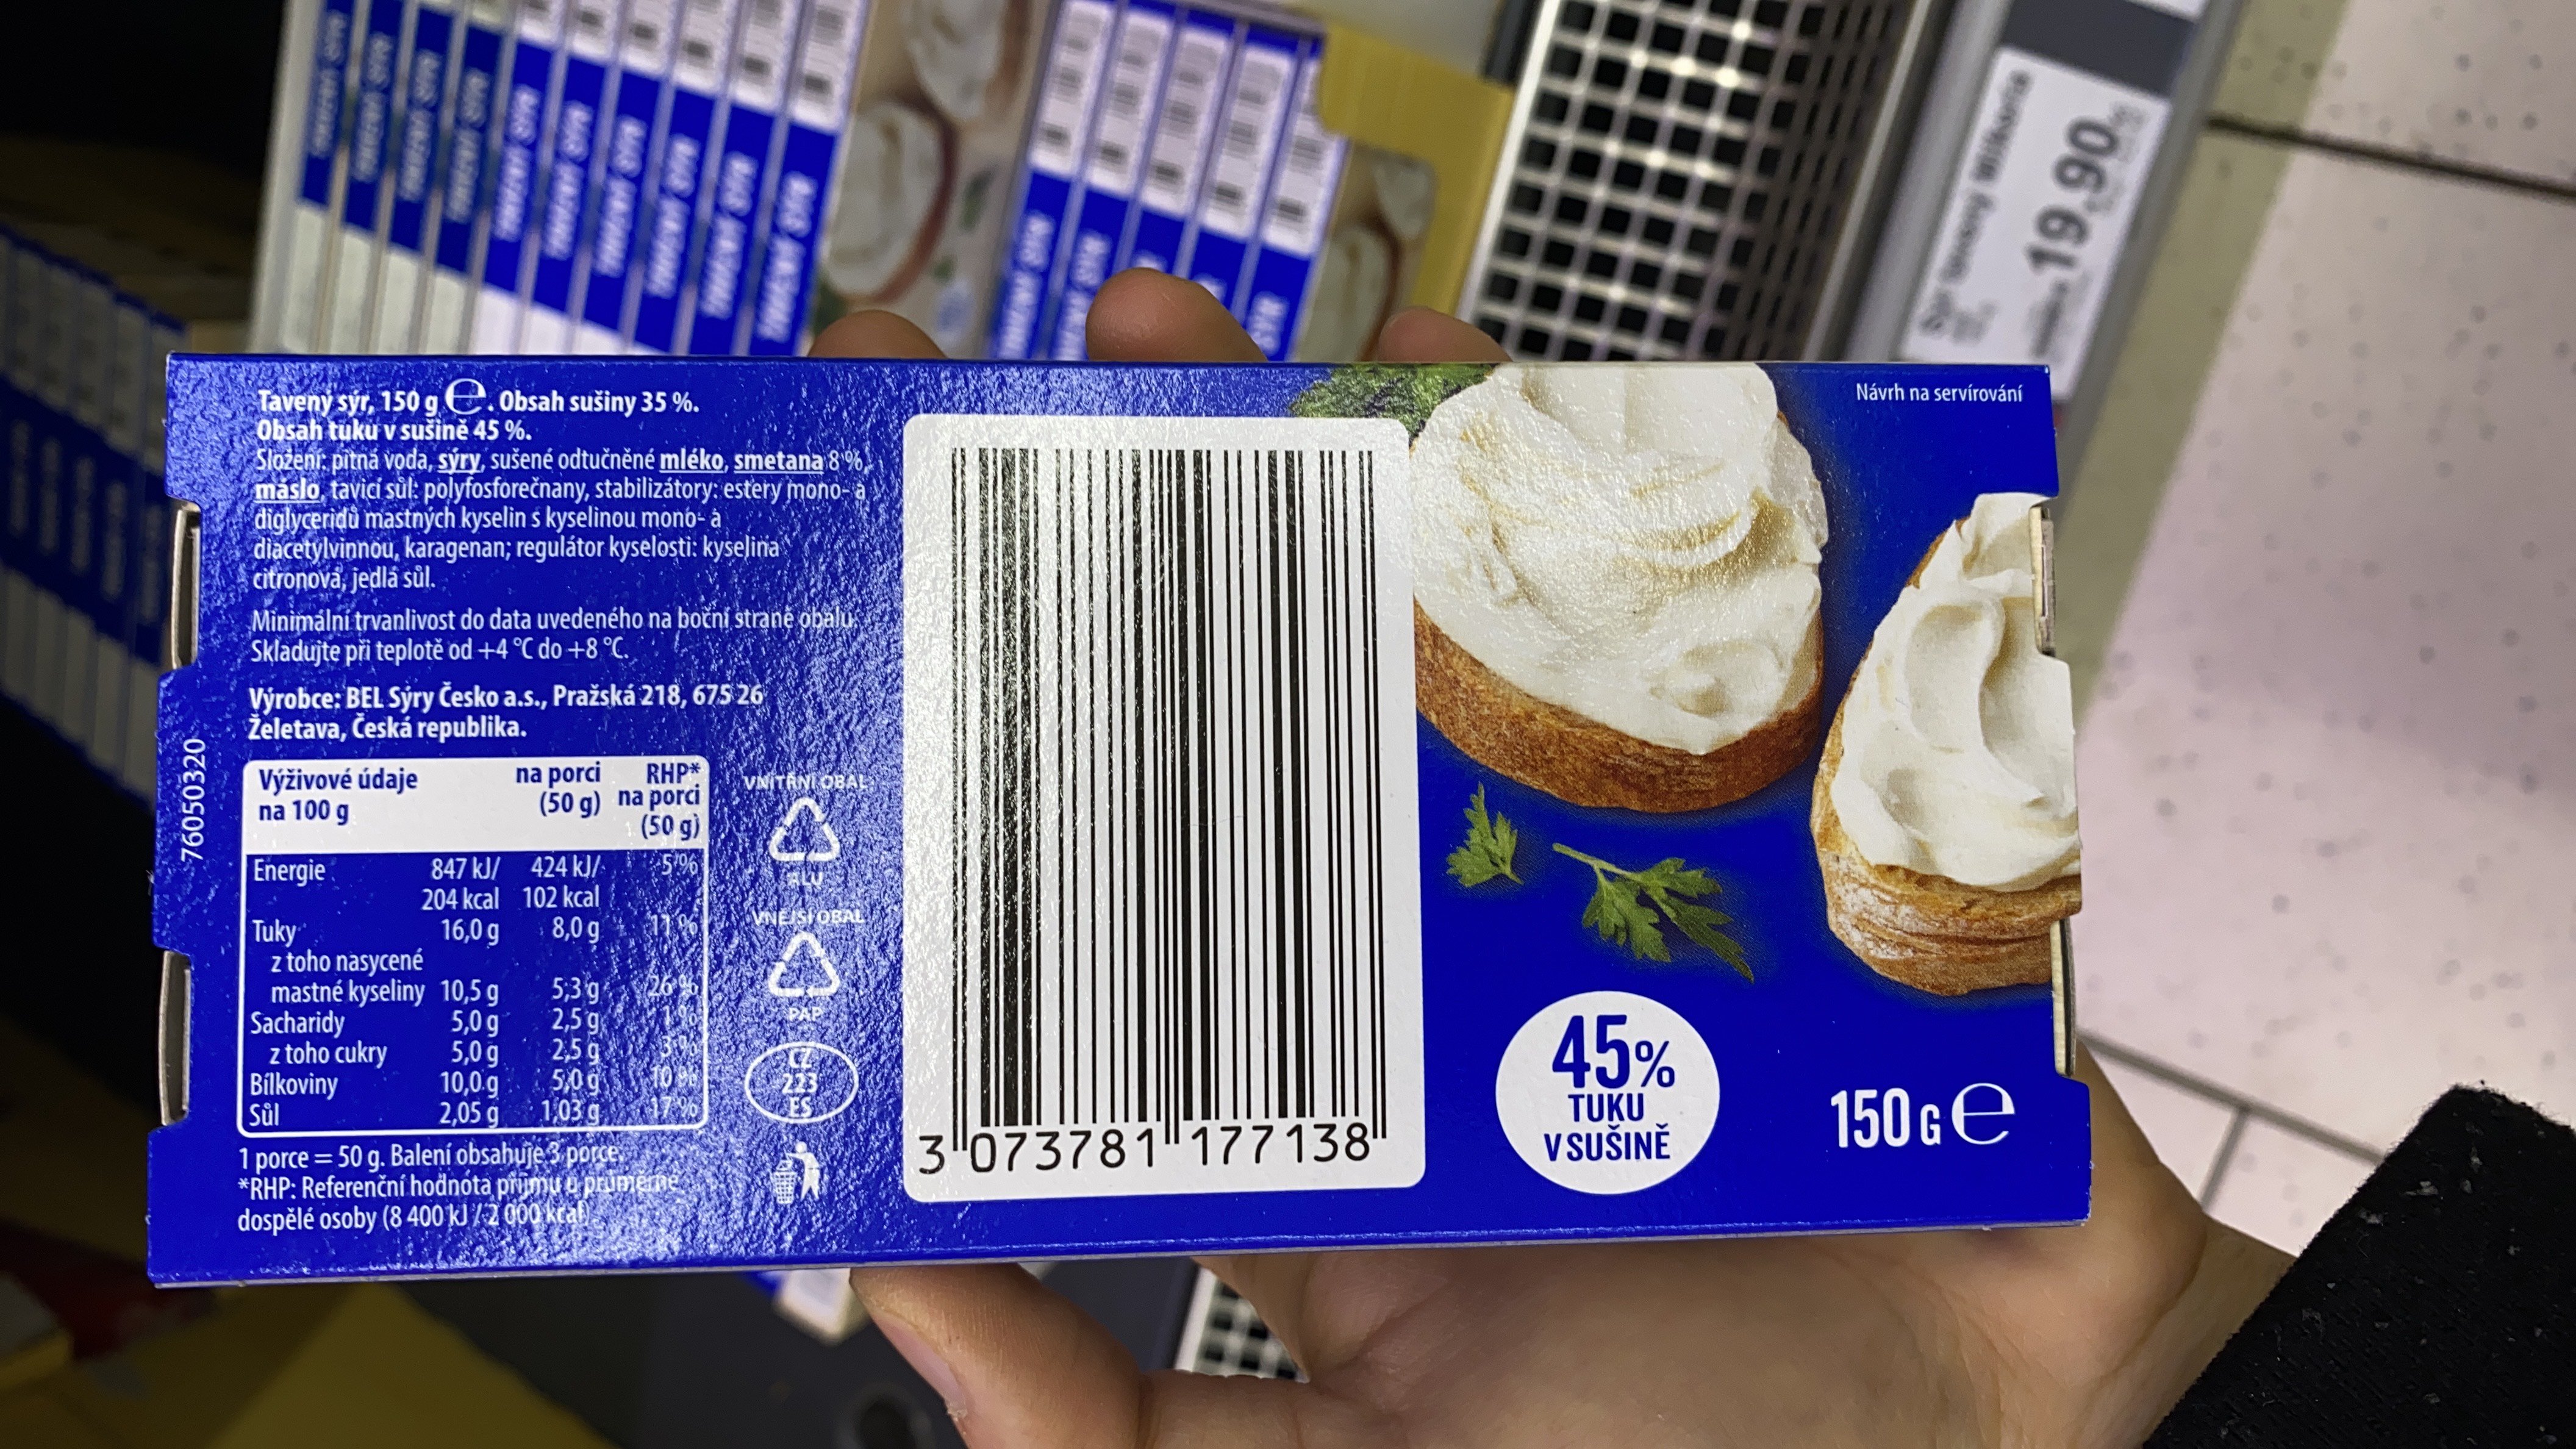 Tavený sýr, 150 g ℮. Obsah sušiny 35 %.
Obsah tuku v sušině 45 %.
Složení: pitná voda, sýry, sušené odtučněné mléko, smetana 8 %,
máslo, tavicí sůl: polyfosforečnany, stabilizátory: estery mono- a
diglyceridů mastných kyselin s kyselinou mono- a
diacetylvinnou, karagenan; regulátor kyselosti: kyselina
citronová, jedlá sůl.
Minimální trvanlivost do data uvedeného na boční straně obalu.
Skladujte při teplotě od +4 °C do +8 °C.
Výrobce: BEL Sýry Česko a.s., Pražská 218, 675 26
Želetava, Česká republika.
76050320
Výživové údaje na porci RHP*
na 100 g (50 g) na porci
(50 g)
Energie 847 kJ/ 424 kJ/ 5 %
204 kcal 102 kcal
Tuky 16,0 g 8,0 g 11 %
z toho nasycené
mastné kyseliny 10,5 g 5,3 g 26 %
Sacharidy 5,0 g 2,5 g 1 %
z toho cukry 5,0 g 2,5 g 3 %
Bílkoviny 10,0 g 5,0 g 10 %
Sůl 2,05 g 1,03 g 17 %
1 porce = 50 g. Balení obsahuje 3 porce.
*RHP: Referenční hodnota příjmu u průměrné
dospělé osoby (8 400 kJ / 2 000 kcal).
VNITŘNÍ OBAL
ALU
VNĚJŠÍ OBAL
PAP
CZ
223
ES
3 073781 177138
Návrh na servírování
45%
TUKU
V SUŠINĚ
150 G ℮
19.90